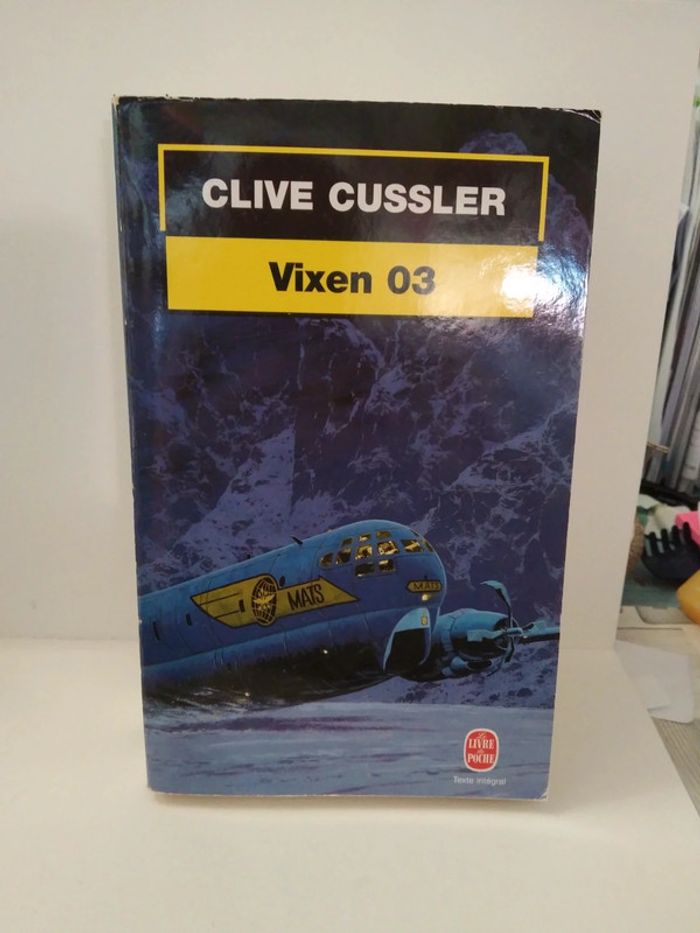 CLIVE CUSSLER
Vixen 03
MATS
MATS
Le
LIVRE
de
POCHE
Texte intégral